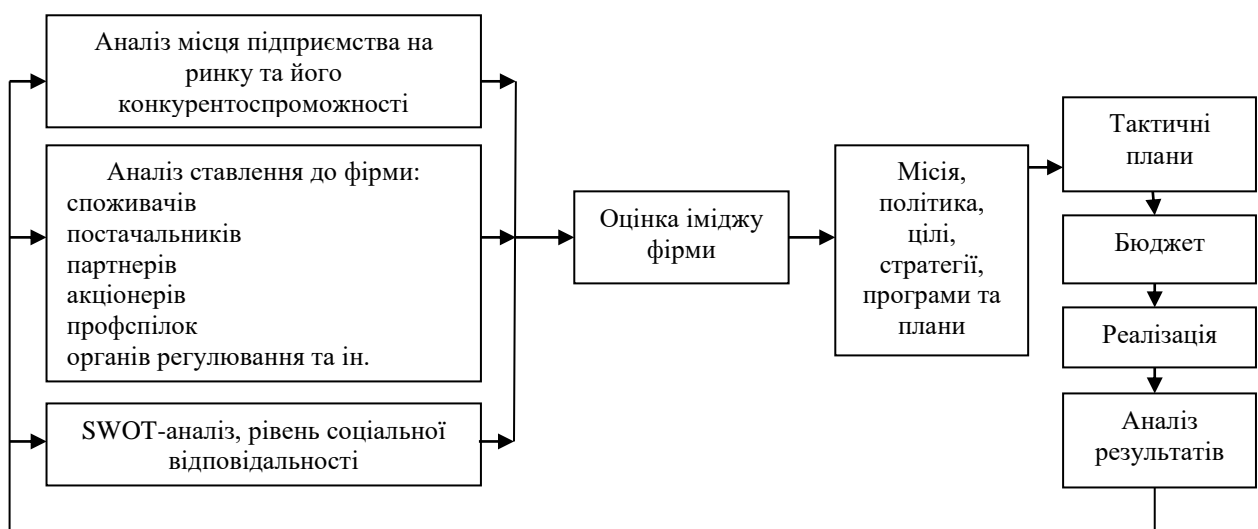 Аналіз місця підприємства на
ринку та його
конкурентоспроможності
Аналіз ставлення до фірми:
споживачів
постачальників
партнерів
акціонерів
профспілок
органів регулювання та ін.
SWOT-аналіз, рівень соціальної
відповідальності
Оцінка іміджу
фірми
Місія,
політика,
цілі,
стратегії,
програми та
плани
Тактичні
плани
Бюджет
Реалізація
Аналіз
результатів